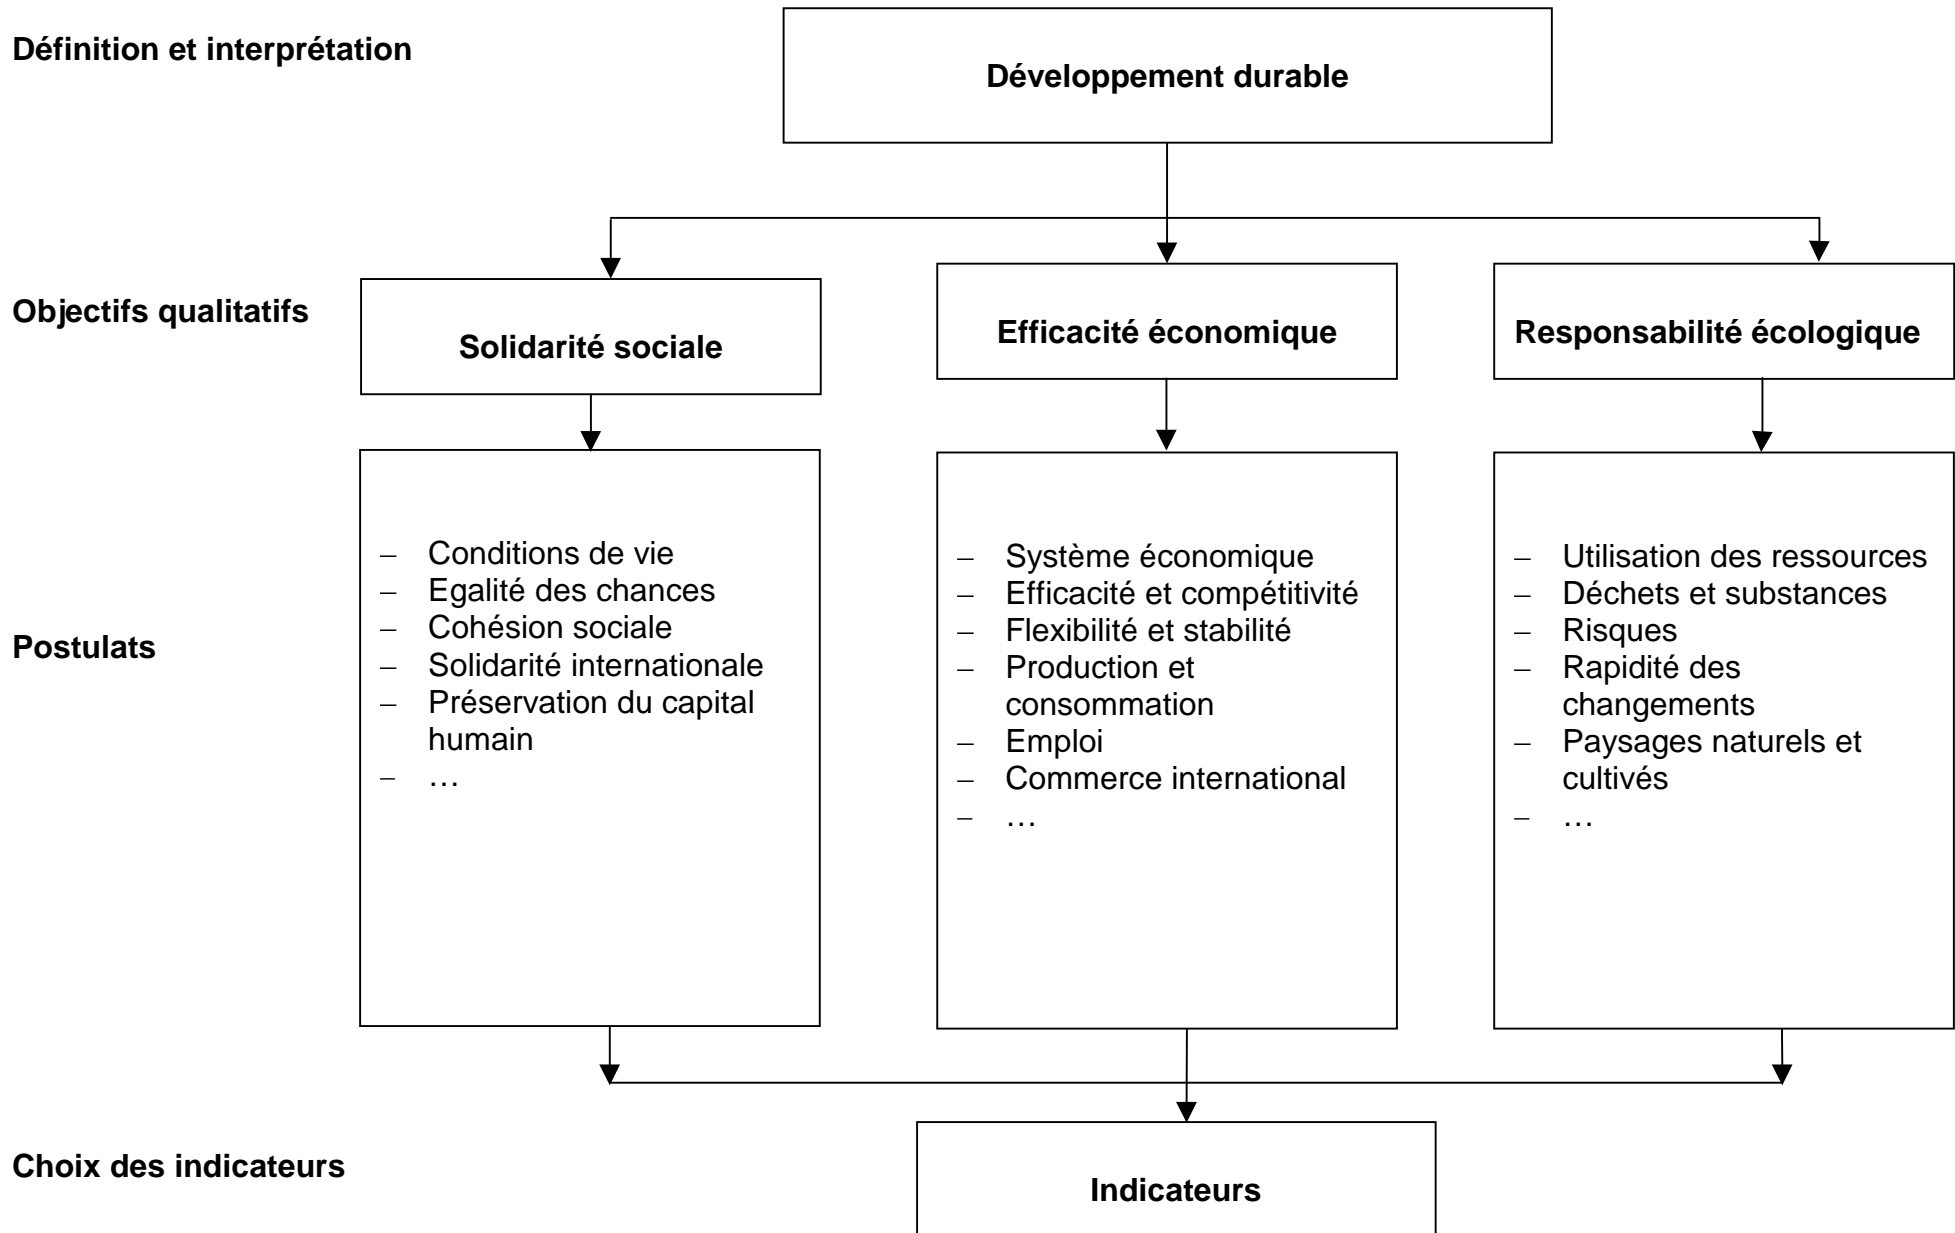 Définition et interprétation
Développement durable
Objectifs qualitatifs
Solidarité sociale
Efficacité économique
Responsabilité écologique
Postulats
– Conditions de vie
– Egalité des chances
– Cohésion sociale
– Solidarité internationale
– Préservation du capital
humain
– …
– Système économique
– Efficacité et compétitivité
– Flexibilité et stabilité
– Production et
consommation
– Emploi
– Commerce international
– …
– Utilisation des ressources
– Déchets et substances
– Risques
– Rapidité des
changements
– Paysages naturels et
cultivés
– …
Choix des indicateurs
Indicateurs